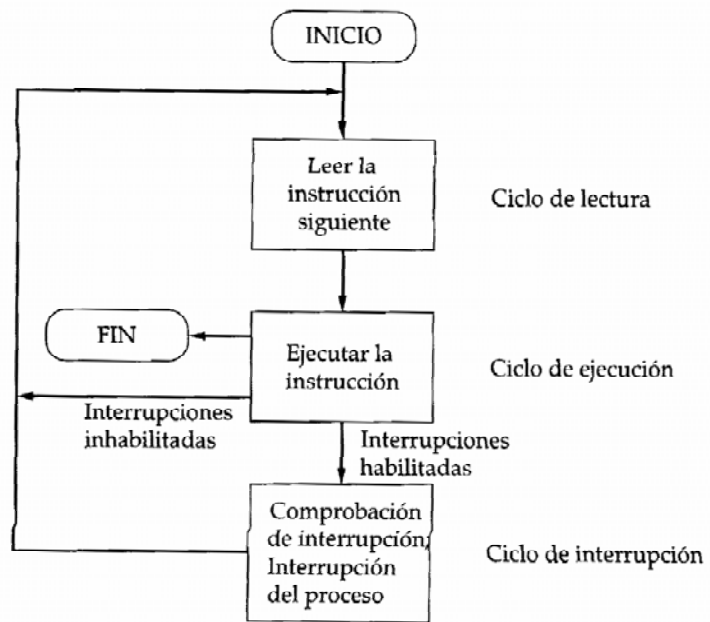 INICIO
Leer la
instrucción
siguiente
Ciclo de lectura
FIN
Ejecutar la
instrucción
Ciclo de ejecución
Interrupciones
inhabilitadas
Interrupciones
habilitadas
Comprobación
de interrupción,
Interrupción
del proceso
Ciclo de interrupción